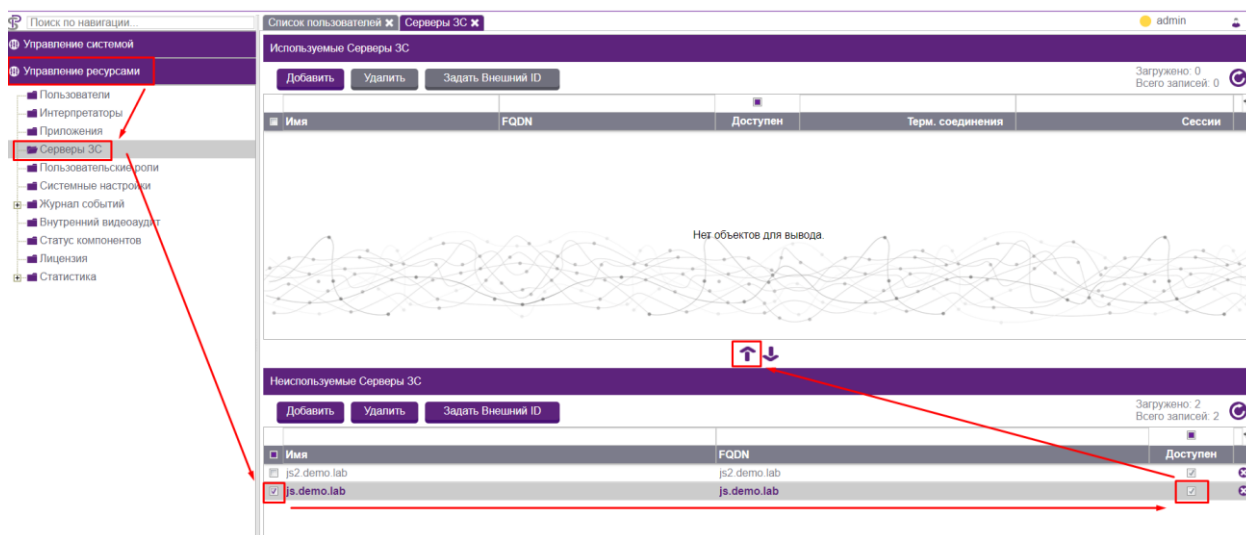 Поиск по навигации...
Список пользователей Серверы ЗС
admin
Управление системой
Управление ресурсами
Пользователи
Интерпретаторы
Приложения
Серверы ЗС
Пользовательские роли
Системные настройки
Журнал событий
Внутренний видеоаудит
Статус компонентов
Лицензия
Статистика
Используемые Серверы ЗС
Добавить Удалить Задать Внешний ID
Загружено: 0
Всего записей: 0
Имя FQDN Доступен Терм. соединения Сессии
Нет объектов для вывода.
Неиспользуемые Серверы ЗС
Добавить Удалить Задать Внешний ID
Загружено: 2
Всего записей: 2
Имя FQDN Доступен
js2.demo.lab js2.demo.lab
js.demo.lab js.demo.lab